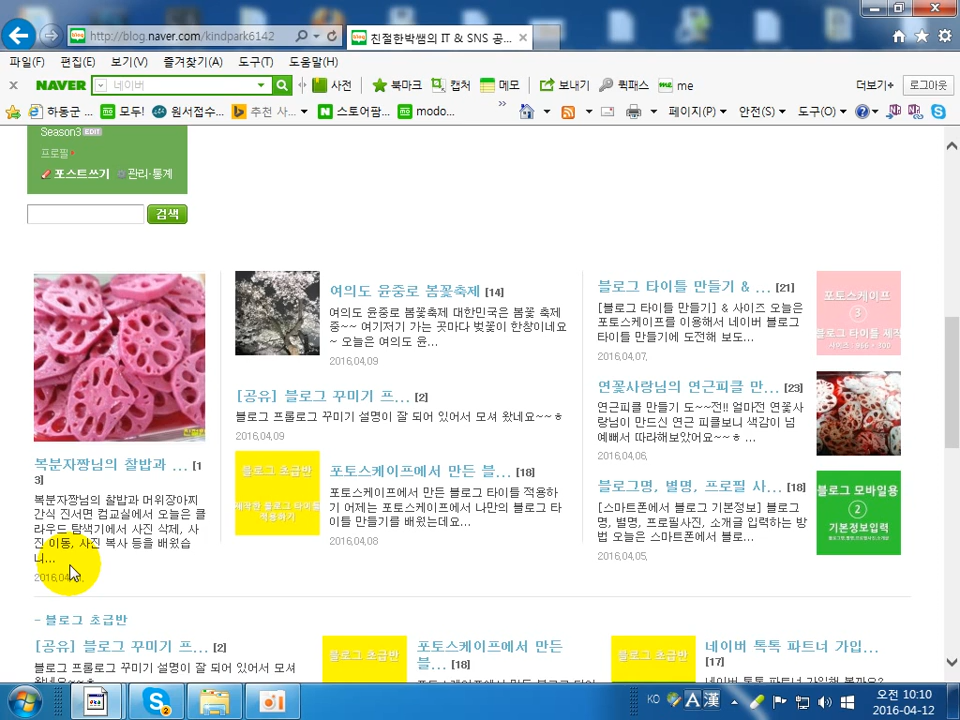 http://blog.naver.com/kindpark6142
친절한박쌤의 IT & SNS 공...
파일(F) 편집(E) 보기(V) 즐겨찾기(A) 도구(T) 도움말(H)
NAVER 네이버 사전 북마크 캡처 메모 보내기 퀵패스 me 더보기+ 로그아웃
하동군 ... 모두! 원서접수... 추천 사... 스토어팜... modo... 페이지(P) 안전(S) 도구(O)
Season3 EDIT
프로필
포스트쓰기 관리·통계
검색
복분자짱님의 찰밥과 ... [13]
복분자짱님의 찰밥과 머위장아찌
간식 진서면 컴교실에서 오늘은 클
라우드 탐색기에서 사진 삭제, 사
진 이동, 사진 복사 등을 배웠습
니...
여의도 윤중로 봄꽃축제 [14]
여의도 윤중로 봄꽃축제 대한민국은 봄꽃 축제
중~~ 여기저기 가는 곳마다 벚꽃이 한창이네요
~ 오늘은 여의도 윤...
2016.04.09
[공유] 블로그 꾸미기 프... [2]
블로그 프롤로그 꾸미기 설명이 잘 되어 있어서 모셔 왔네요~~ㅎ
2016.04.09
블로그 초급반
제작한 블로그 타이틀
적용하기
포토스케이프에서 만든 블... [18]
포토스케이프에서 만든 블로그 타이틀 적용하
기 어제는 포토스케이프에서 나만의 블로그 타
이틀 만들기를 배웠는데요...
2016.04.08
블로그 타이틀 만들기 & ... [21]
[블로그 타이틀 만들기] & 사이즈 오늘은
포토스케이프를 이용해서 네이버 블로그
타이틀 만들기에 도전해 보도...
2016.04.07.
포토스케이프
3
블로그 타이틀 제작
사이즈 : 966 * 400
연꽃사랑님의 연근피클 만... [23]
연근피클 만들기 도~~전!! 얼마전 연꽃사
랑님이 만드신 연근 피클보니 색감이 넘
예뻐서 따라해보았어요~~ㅎ ...
2016.04.06.
블로그명, 별명, 프로필 사... [18]
[스마트폰에서 블로그 기본정보] 블로그
명, 별명, 프로필사진, 소개글 입력하는 방
법 오늘은 스마트폰에서 블로...
2016.04.05.
블로그 모바일용
2
기본정보입력
- 블로그 초급반
[공유] 블로그 꾸미기 프... [2]
블로그 프롤로그 꾸미기 설명이 잘 되어 있어서 모셔
왔네요~~ㅎ
블로그 초급반
포토스케이프에서 만든
블... [18]
블로그 초급반
네이버 톡톡 파트너 가입...
[17]
KO A 漢
오전 10:10
2016-04-12